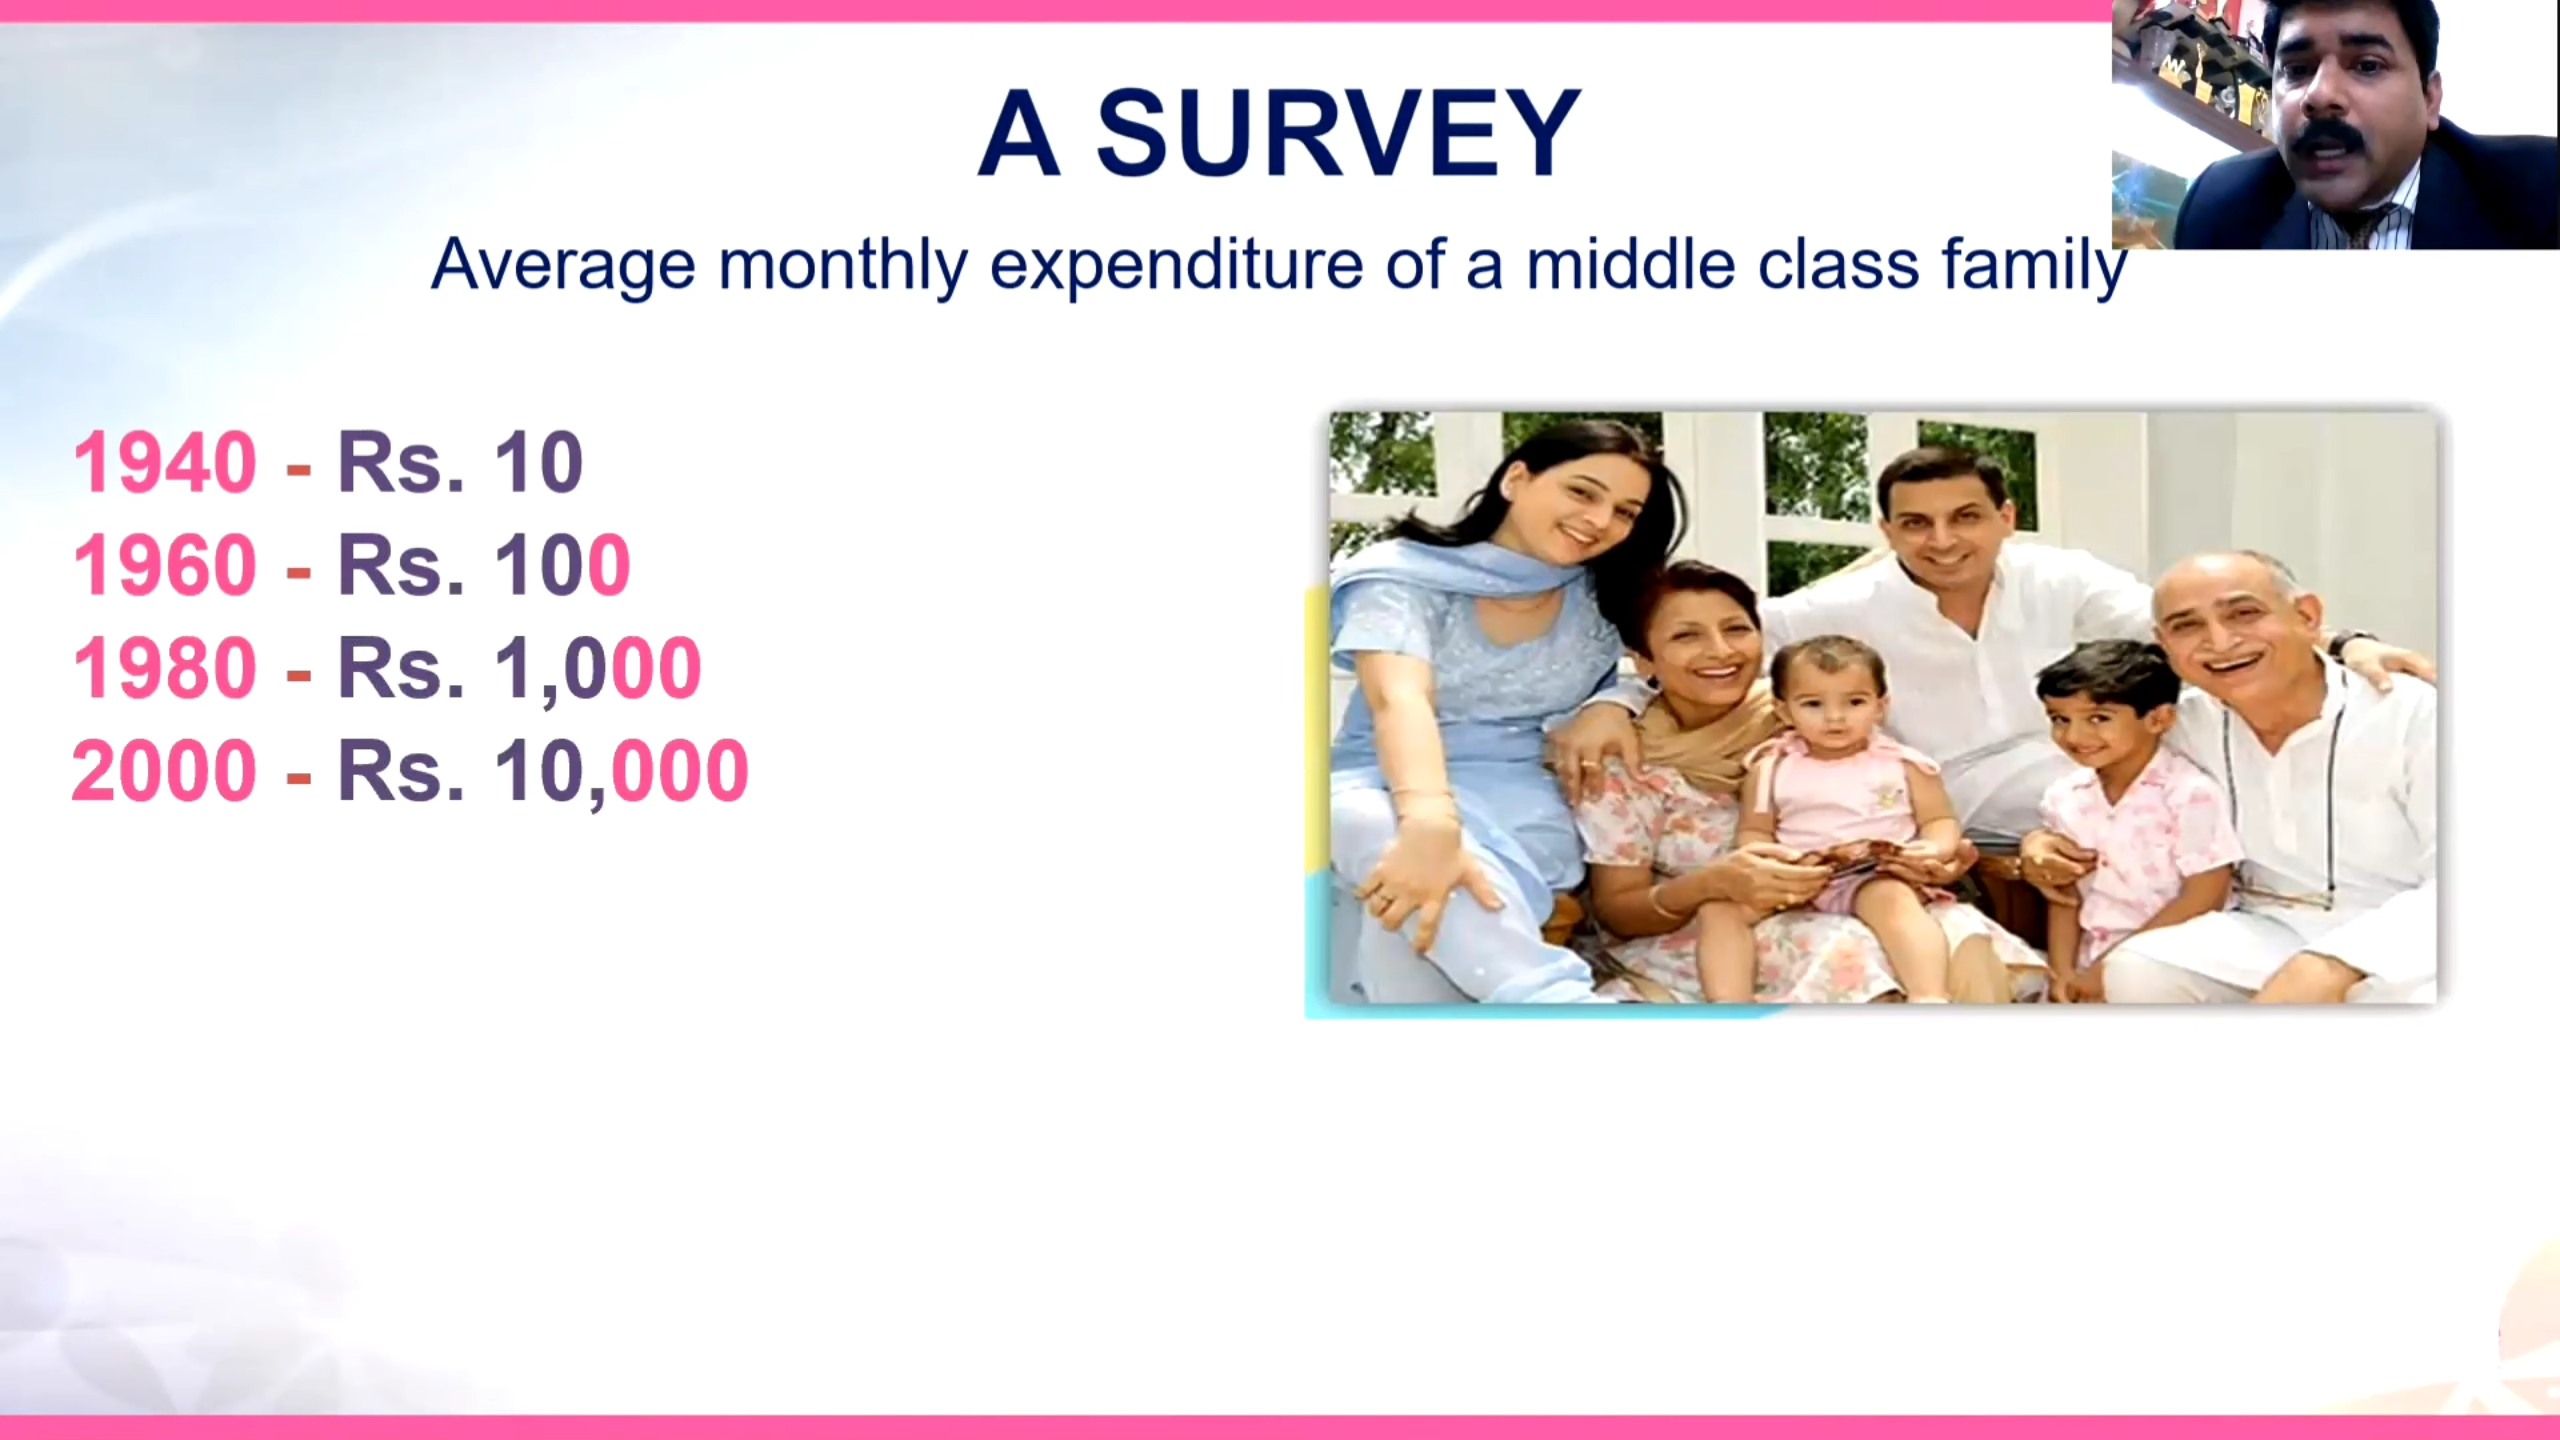 A SURVEY
Average monthly expenditure of a middle class family
1940 - Rs. 10
1960 - Rs. 100
1980 - Rs. 1,000
2000 - Rs. 10,000